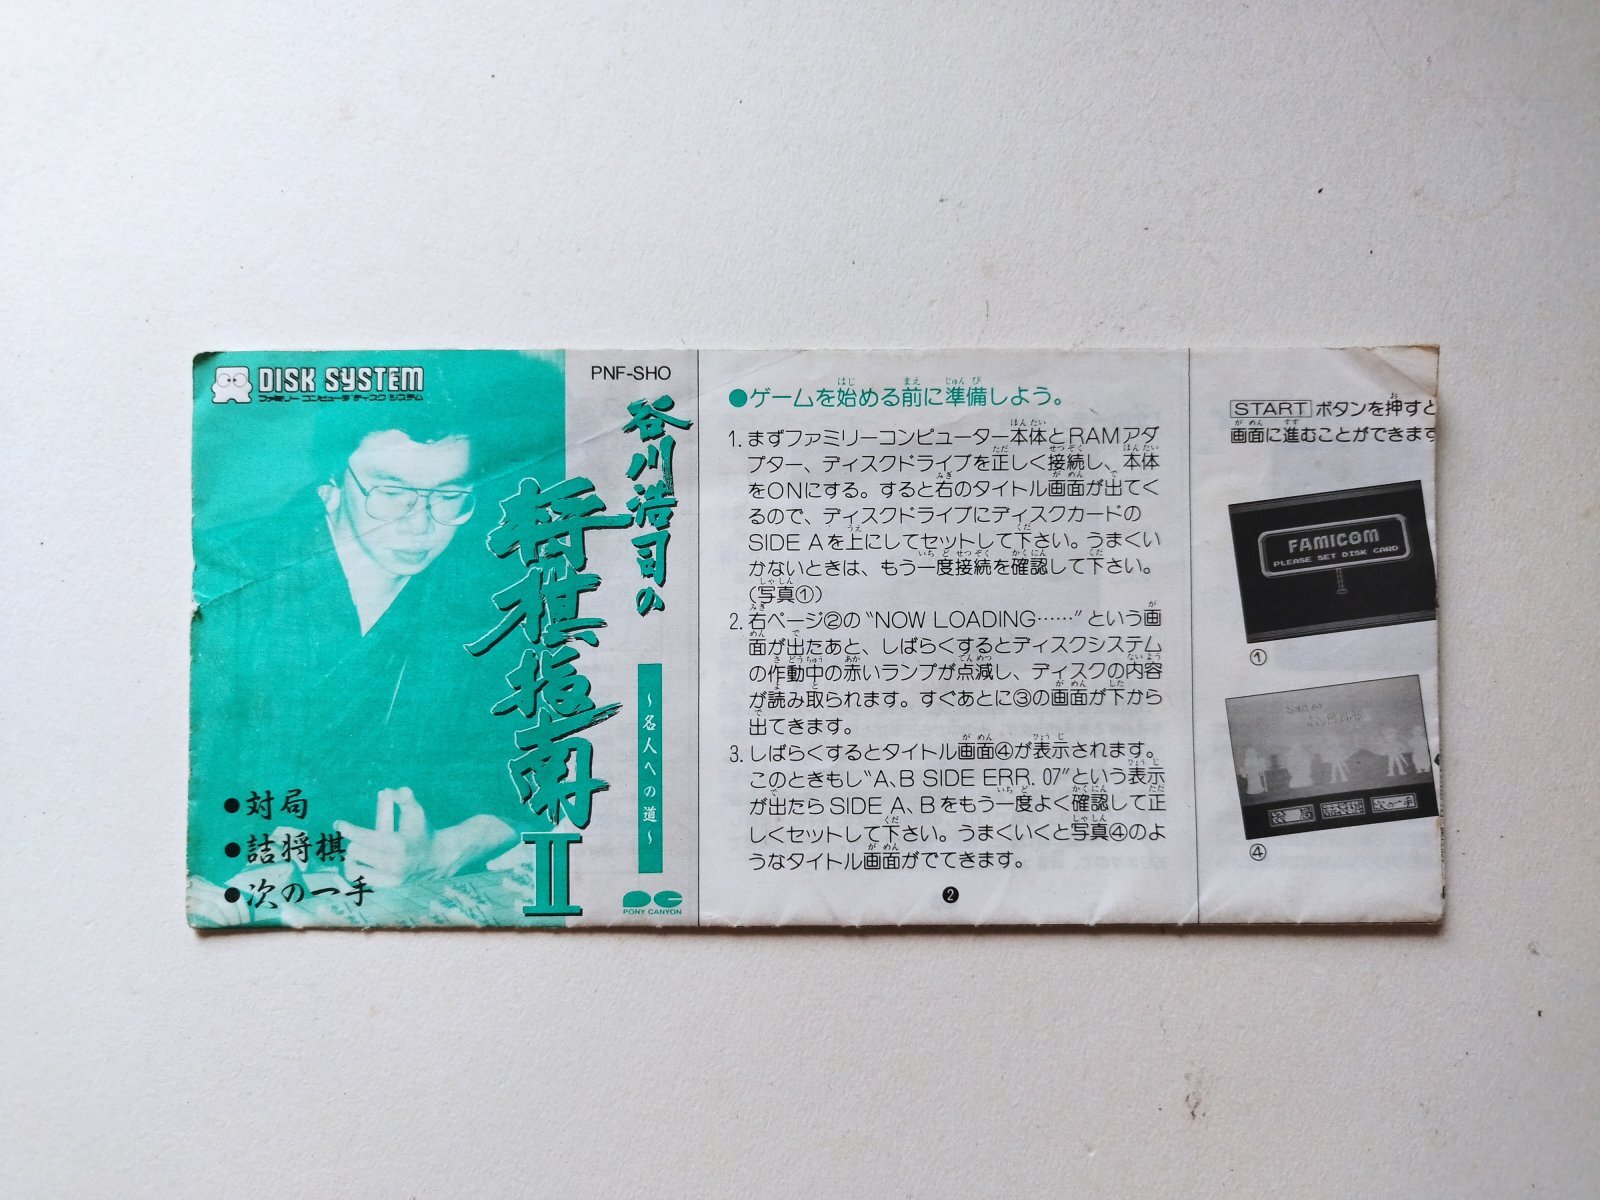 DISK SYSTEM
ファミリー コンピュータ ディスク システム
PNF-SHO
谷川浩司の
将棋指南
II
～名人への道～
●対局
●詰将棋
●次の一手
PONY CANYON
●ゲームを始める前に準備しよう。
1. まずファミリーコンピューター本体とRAMアダ
プター、ディスクドライブを正しく接続し、本体
をONにする。すると右のタイトル画面が出てく
るので、ディスクドライブにディスクカードの
SIDE Aを上にしてセットして下さい。うまくい
かないときは、もう一度接続を確認して下さい。
(写真①)
2. 右ページ②の“NOW LOADING……”という画
面が出たあと、しばらくするとディスクシステム
の作動中の赤いランプが点滅し、ディスクの内容
が読み取られます。すぐあとに③の画面が下から
出てきます。
3. しばらくするとタイトル画面④が表示されます。
このときもし“A、B SIDE ERR. 07”という表示
が出たらSIDE A、Bをもう一度よく確認して正
しくセットして下さい。うまくいくと写真④のよ
うなタイトル画面がでてきます。
2
START ボタンを押すと
画面に進むことができます
FAMICOM
PLEASE SET DISK CARD
①
対局 詰将棋 次の一手
④